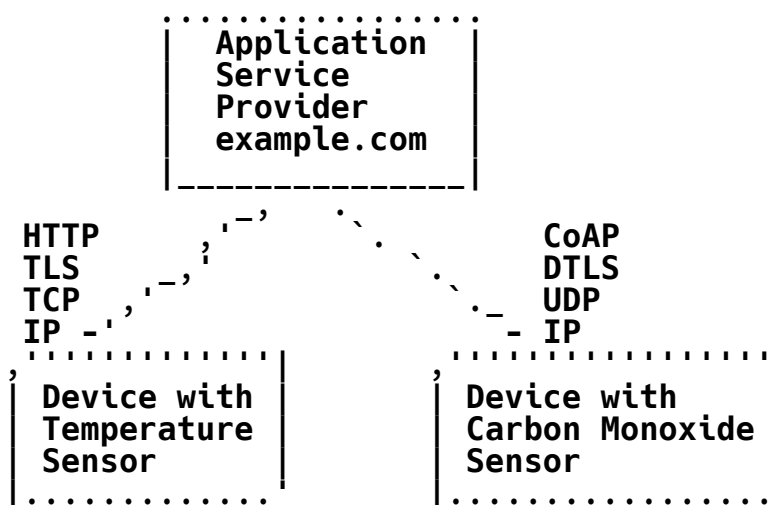 Application
Service
Provider
example.com
HTTP
TLS
TCP
IP
CoAP
DTLS
UDP
IP
Device with
Temperature
Sensor
Device with
Carbon Monoxide
Sensor